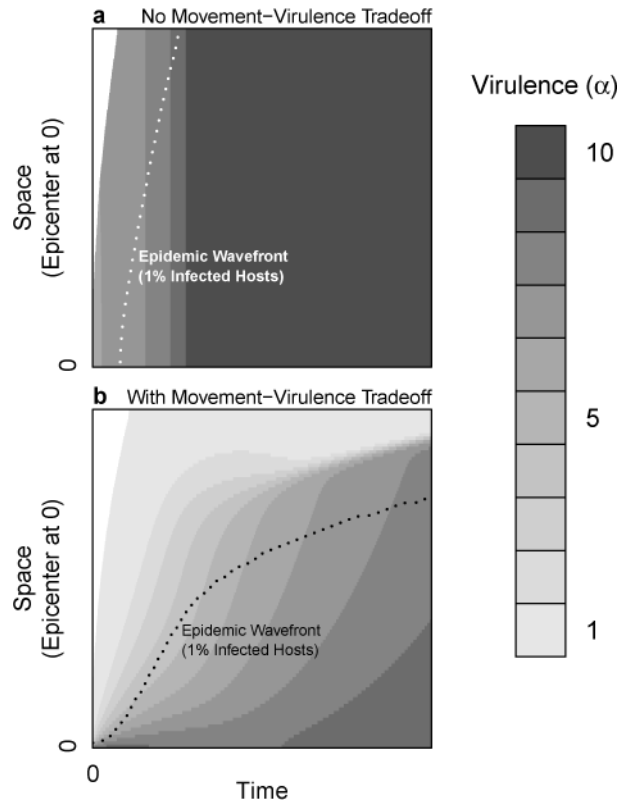 a No Movement−Virulence Tradeoff
Space
(Epicenter at 0)
0
Epidemic Wavefront
(1% Infected Hosts)
b With Movement−Virulence Tradeoff
Space
(Epicenter at 0)
0
Epidemic Wavefront
(1% Infected Hosts)
0
Time
Virulence (α)
10
5
1